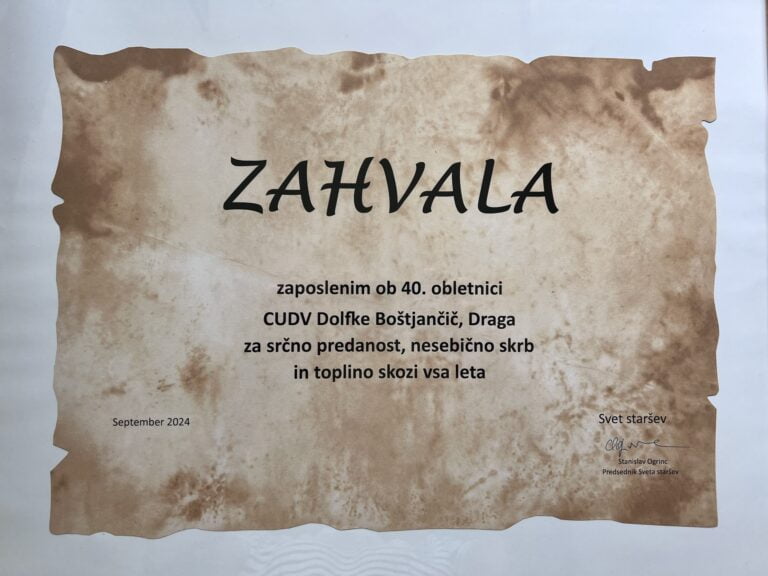 ZAHVALA
zaposlenim ob 40. obletnici
CUDV Dolfke Boštjančič, Draga
za srčno predanost, nesebično skrb
in toplino skozi vsa leta
September 2024
Svet staršev
Stanislav Ogrinc
Predsednik Sveta staršev